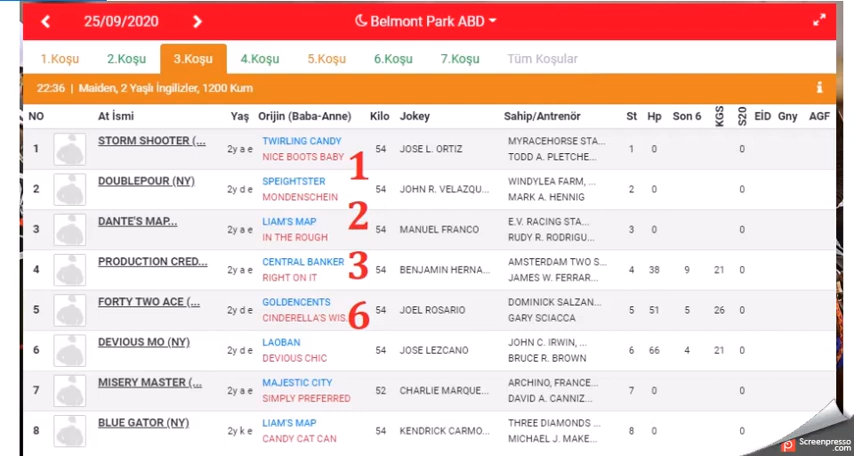 25/09/2020
Belmont Park ABD
1.Koşu 2.Koşu 3.Koşu 4.Koşu 5.Koşu 6.Koşu 7.Koşu Tüm Koşular
22:36 | Maiden, 2 Yaşlı İngilizler, 1200 Kum
NO At İsmi Yaş Orijin (Baba-Anne) Kilo Jokey Sahip/Antrenör St Hp Son 6 KGS S20 EİD Gny AGF
1 STORM SHOOTER (... 2y a e TWIRLING CANDY 54 JOSE L. ORTIZ MYRACEHORSE STA... 1 0 0
NICE BOOTS BABY TODD A. PLETCHE...
1
2 DOUBLEPOUR (NY) 2y d e SPEIGHTSTER 54 JOHN R. VELAZQU... WINDYLEA FARM, ... 2 0 0
MONDENSCHEIN MARK A. HENNIG
2
3 DANTE'S MAP... 2y a e LIAM'S MAP 54 MANUEL FRANCO E.V. RACING STA... 3 0 0
IN THE ROUGH RUDY R. RODRIGU...
3
4 PRODUCTION CRED... 2y a e CENTRAL BANKER 54 BENJAMIN HERNA... AMSTERDAM TWO S... 4 38 9 21 0
RIGHT ON IT JAMES W. FERRAR...
6
5 FORTY TWO ACE (... 2y d e GOLDENCENTS 54 JOEL ROSARIO DOMINICK SALZAN... 5 51 5 26 0
CINDERELLA'S WIS... GARY SCIACCA
6 DEVIOUS MO (NY) 2y d e LAOBAN 54 JOSE LEZCANO JOHN C. IRWIN, ... 6 66 4 21 0
DEVIOUS CHIC BRUCE R. BROWN
7 MISERY MASTER (... 2y a e MAJESTIC CITY 52 CHARLIE MARQUE... ARCHINO, FRANCE... 7 0 0
SIMPLY PREFERRED DAVID A. CANNIZ...
8 BLUE GATOR (NY) 2y k e LIAM'S MAP 54 KENDRICK CARMO... THREE DIAMONDS ... 8 0 0
CANDY CAT CAN MICHAEL J. MAKE...
Screenpresso
.com